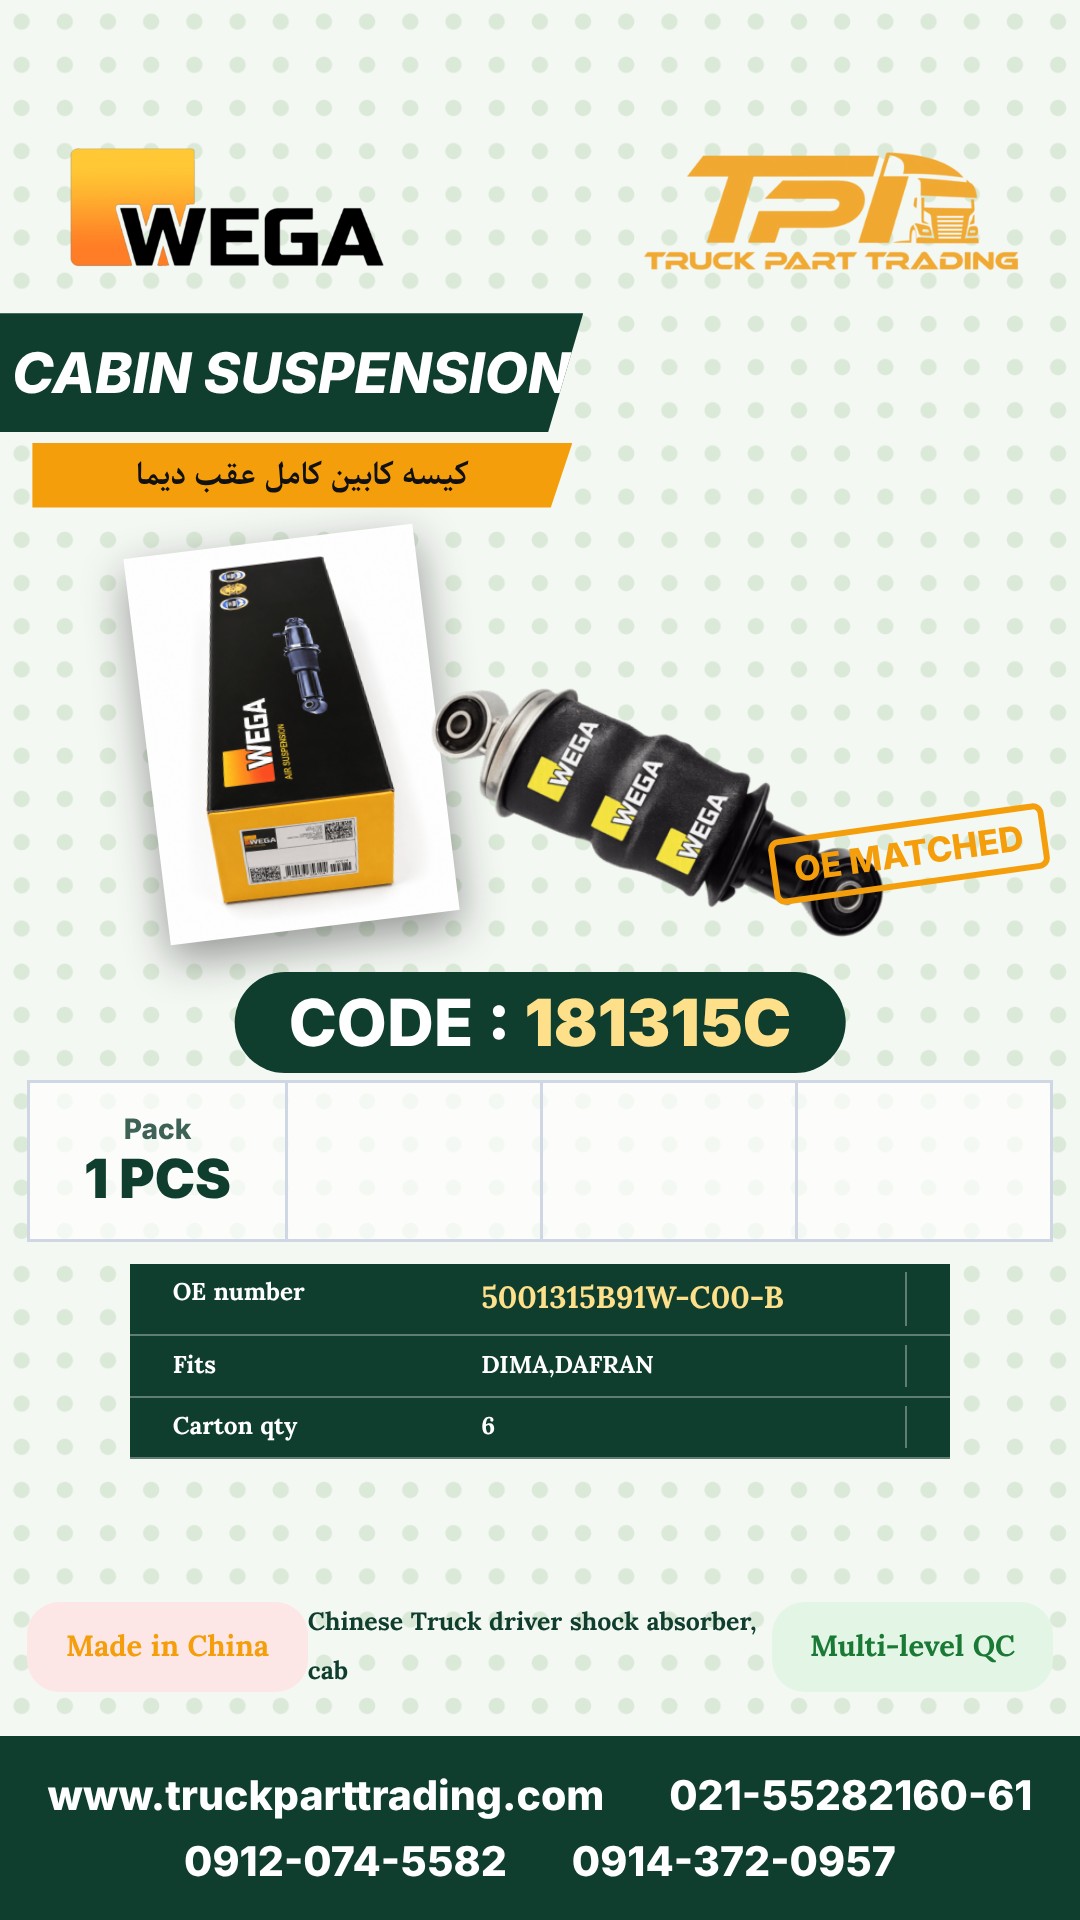 WEGA
TPT
TRUCK PART TRADING
CABIN SUSPENSION
کیسه کابین کامل عقب دیما
WEGA
AIR SUSPENSION
WEGA
WEGA
WEGA
WEGA
OE MATCHED
CODE : 181315C
Pack
1 PCS
OE number 5001315B91W-C00-B
Fits DIMA,DAFRAN
Carton qty 6
Made in China
Chinese Truck driver shock absorber,
cab
Multi-level QC
www.truckparttrading.com 021-55282160-61
0912-074-5582 0914-372-0957